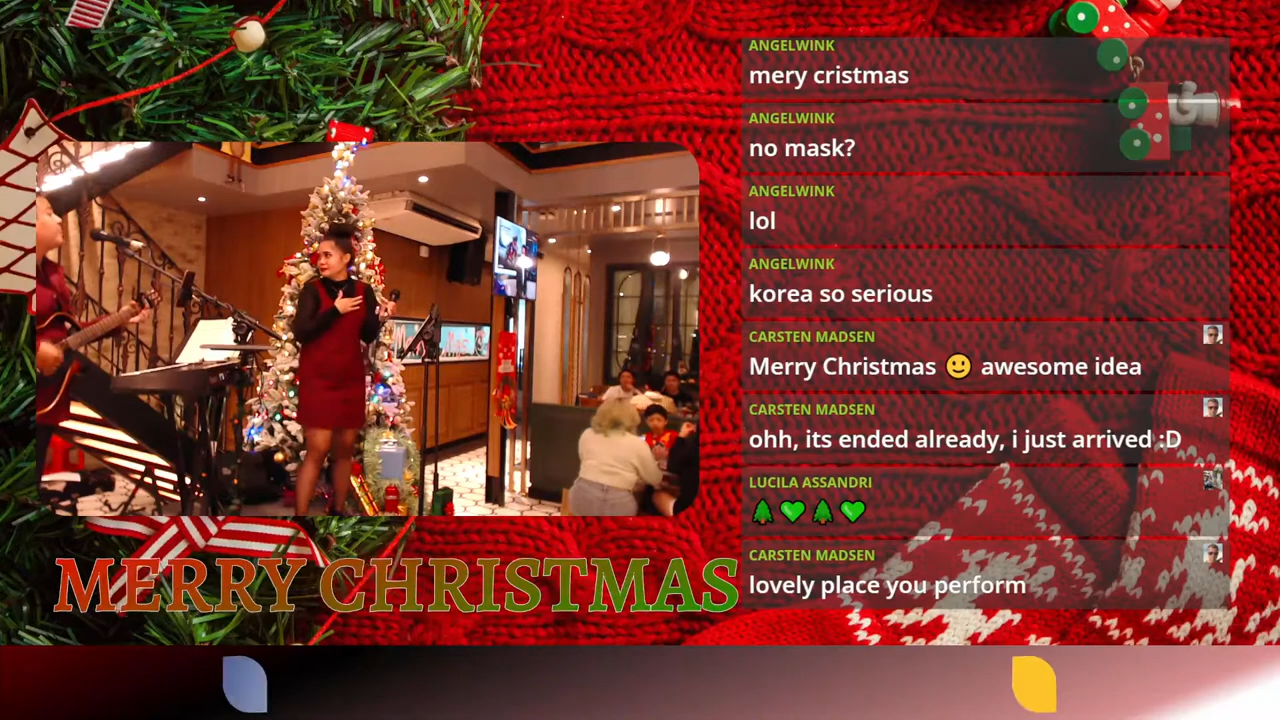 ANGELWINK
mery cristmas
ANGELWINK
no mask?
ANGELWINK
lol
ANGELWINK
korea so serious
CARSTEN MADSEN
Merry Christmas 🙂 awesome idea
CARSTEN MADSEN
ohh, its ended already, i just arrived :D
LUCILA ASSANDRI
🌲💚🌲💚
CARSTEN MADSEN
lovely place you perform
MERRY CHRISTMAS